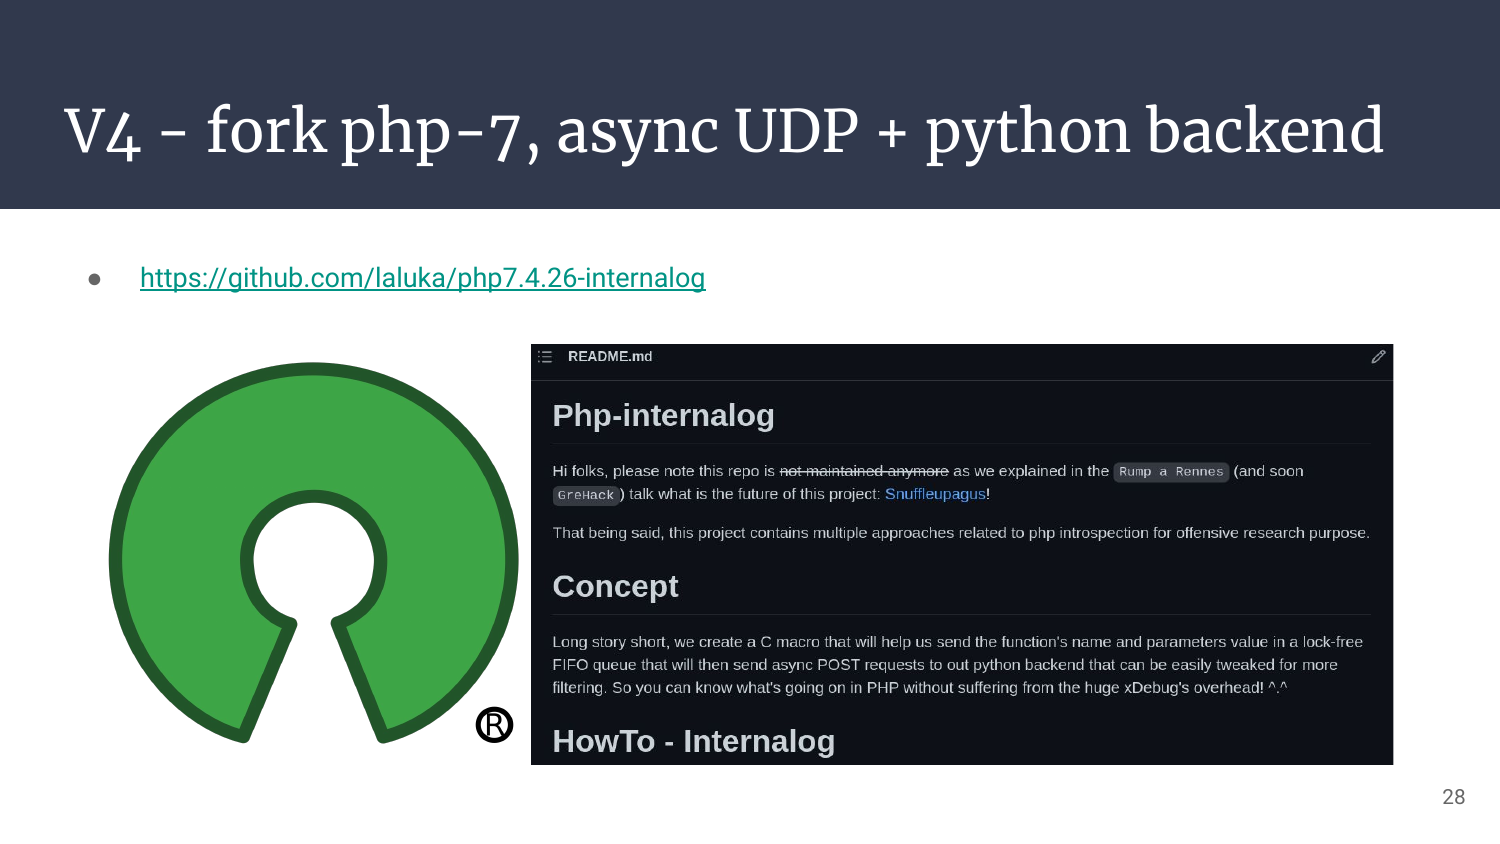 V4 - fork php-7, async UDP + python backend
● https://github.com/laluka/php7.4.26-internalog
README.md
Php-internalog
Hi folks, please note this repo is not maintained anymore as we explained in the Rump a Rennes (and soon
GreHack) talk what is the future of this project: Snuffleupagus!
That being said, this project contains multiple approaches related to php introspection for offensive research purpose.
Concept
Long story short, we create a C macro that will help us send the function's name and parameters value in a lock-free
FIFO queue that will then send async POST requests to out python backend that can be easily tweaked for more
filtering. So you can know what's going on in PHP without suffering from the huge xDebug's overhead! ^.^
HowTo - Internalog
®
28